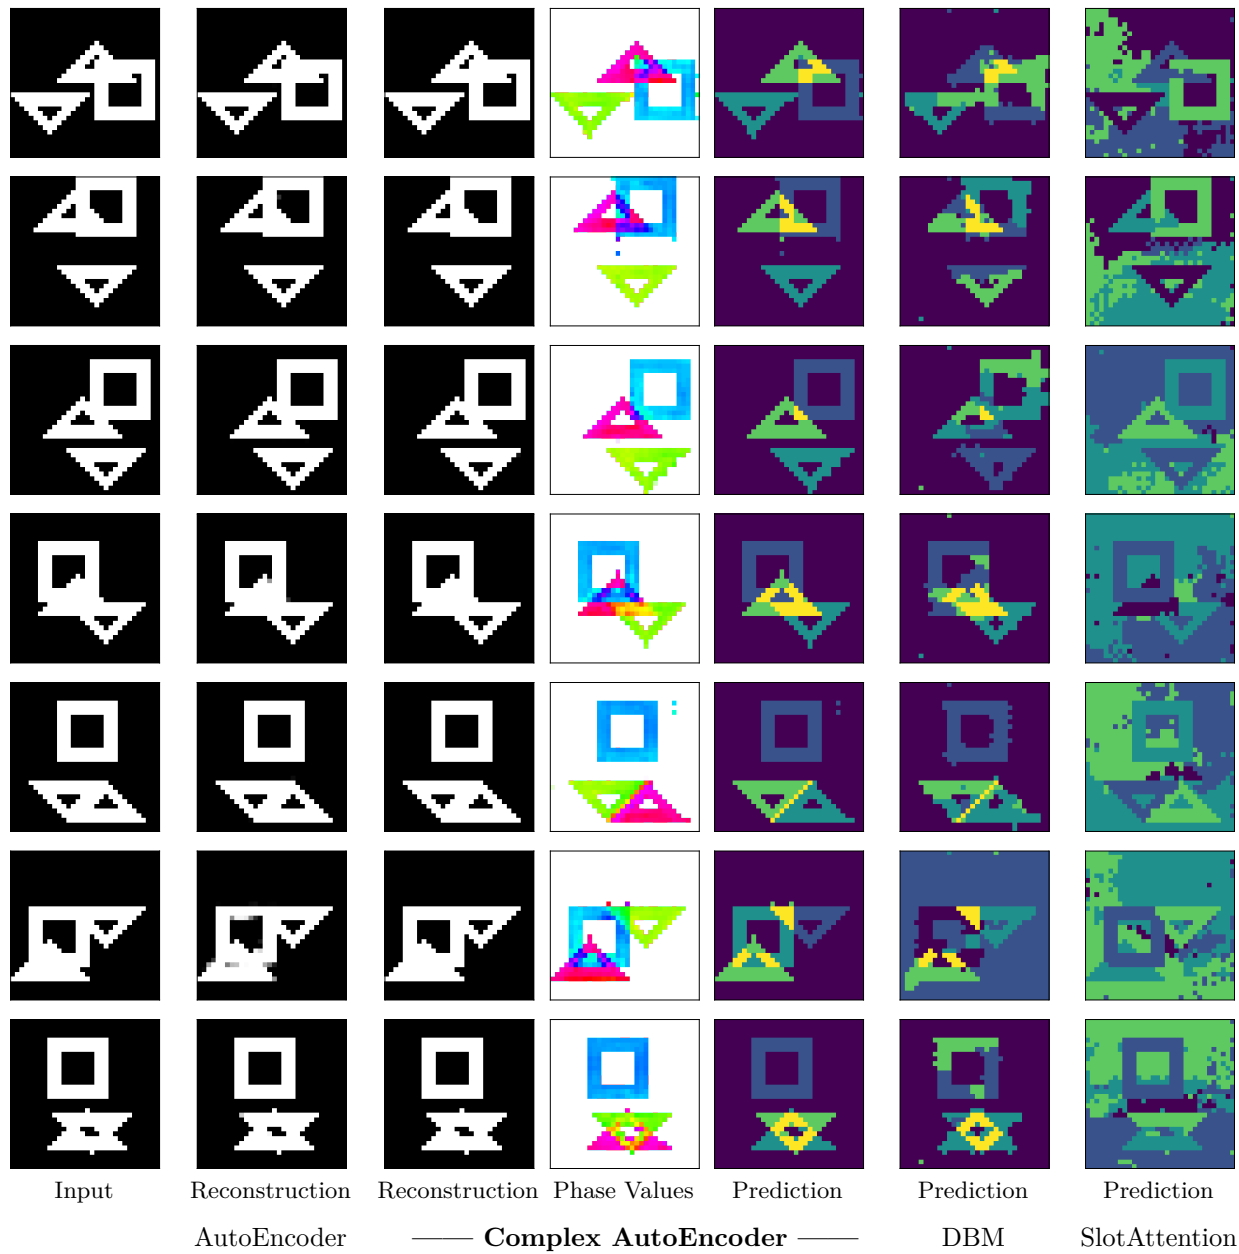 Input Reconstruction Reconstruction Phase Values Prediction Prediction Prediction
AutoEncoder —— Complex AutoEncoder —— DBM SlotAttention